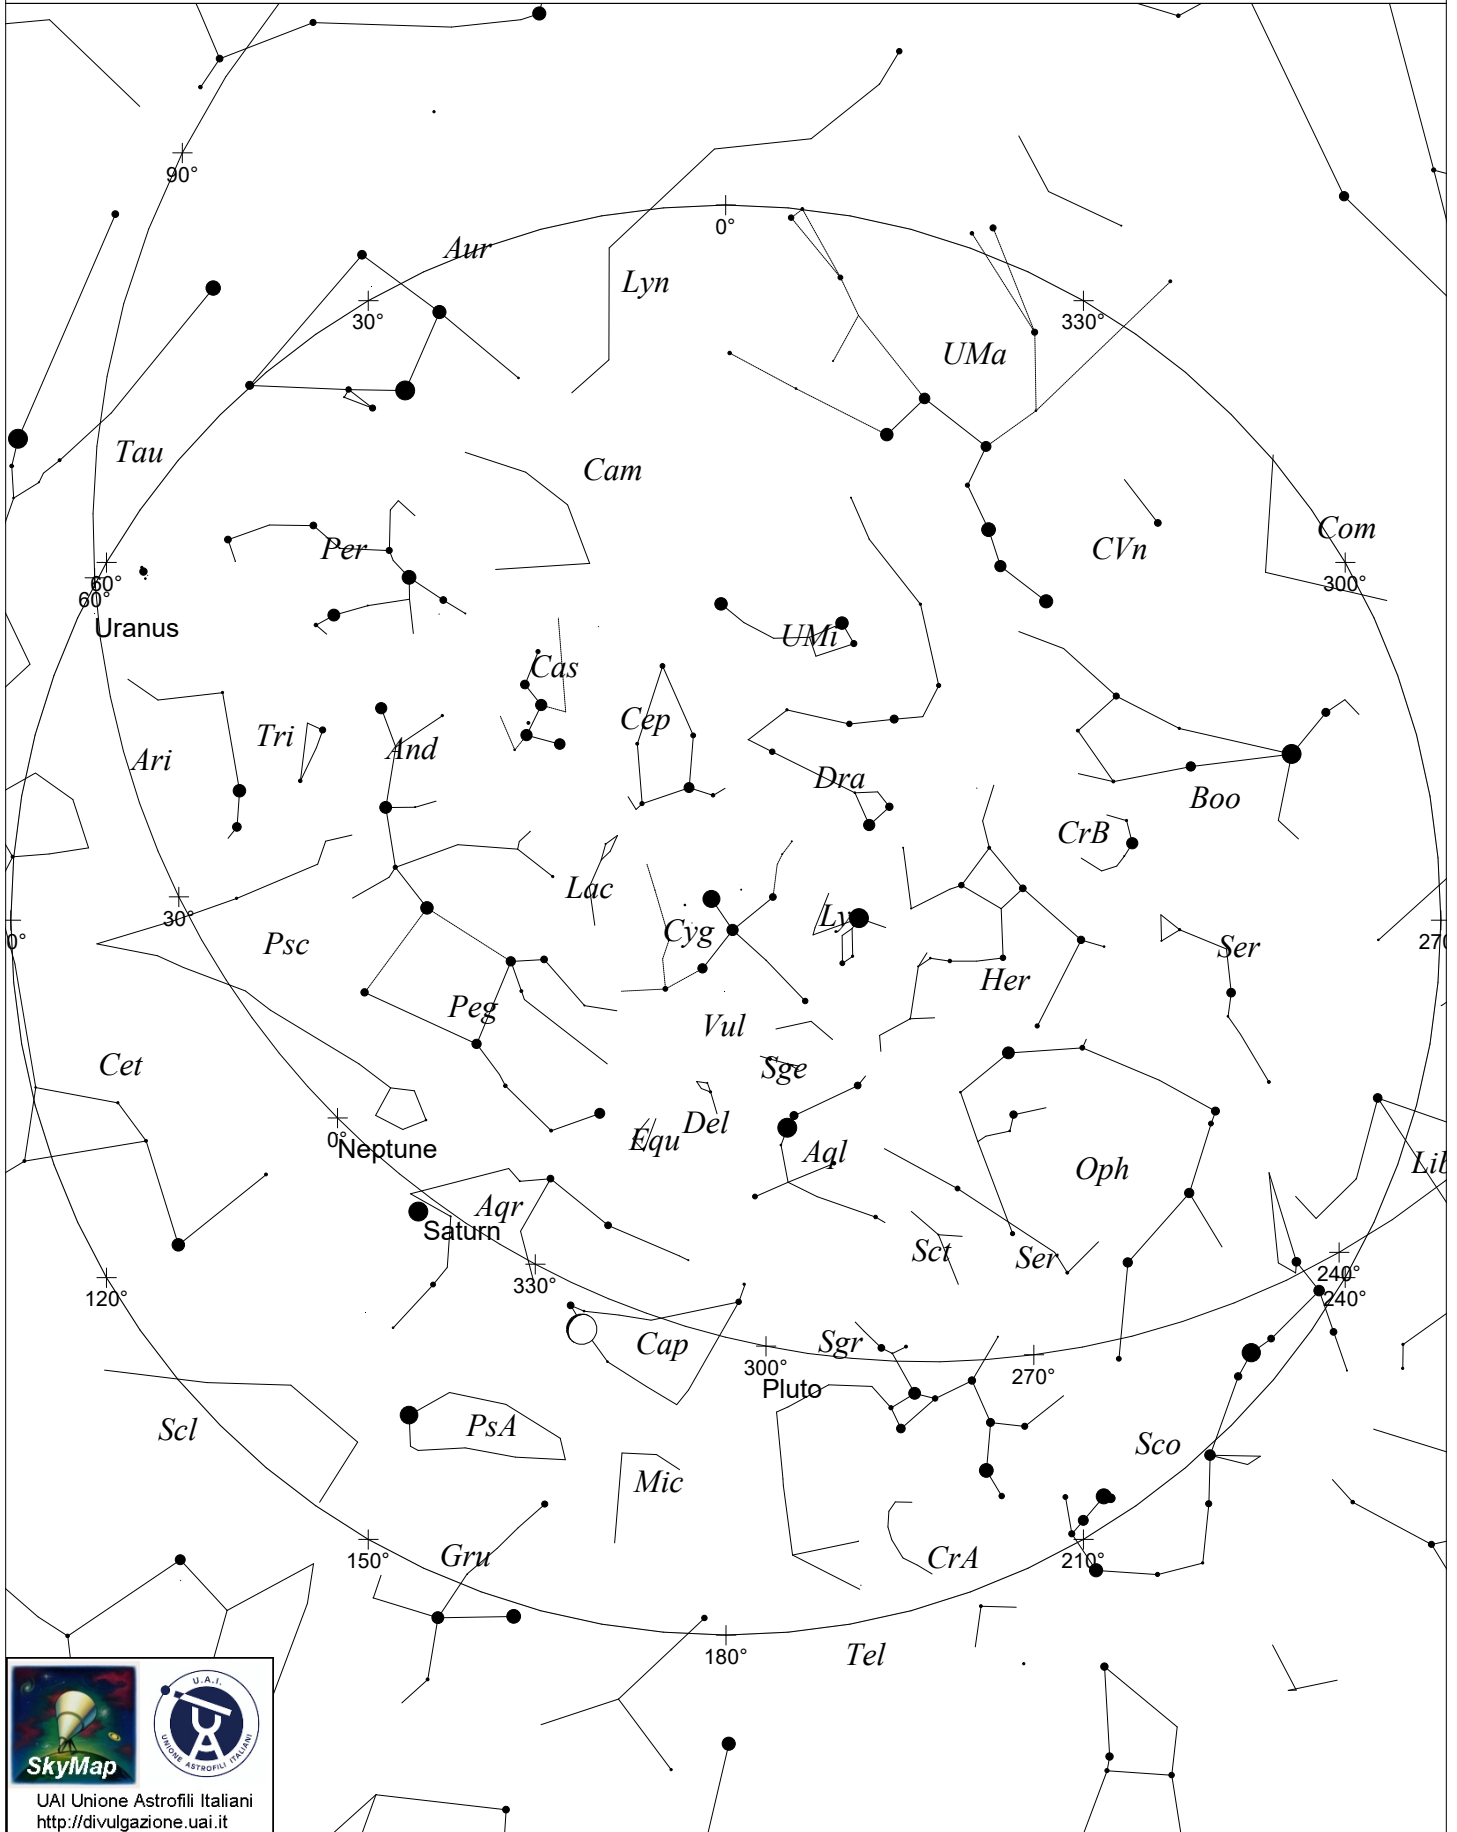 90°
0°
Aur
Lyn
30°
330°
UMa
Tau
Cam
Com
Per
CVn
60°
60°
300°
Uranus
UMi
Cas
Cep
Tri
And
Ari
Dra
Boo
CrB
Lac
30°
Ly
Cyg
Psc
Ser
0°
270
Her
Peg
Vul
Cet
Sge
Del
Equ
0°
Neptune
Aql
Oph
Lib
Aqr
Saturn
Sct
Ser
330°
240°
120°
240°
Cap
Sgr
300°
270°
Pluto
PsA
Scl
Sco
Mic
150°
Gru
CrA
210°
180°
Tel
U.A.I.
UNIONE ASTROFILI ITALIANI
SkyMap
UAI Unione Astrofili Italiani
http://divulgazione.uai.it